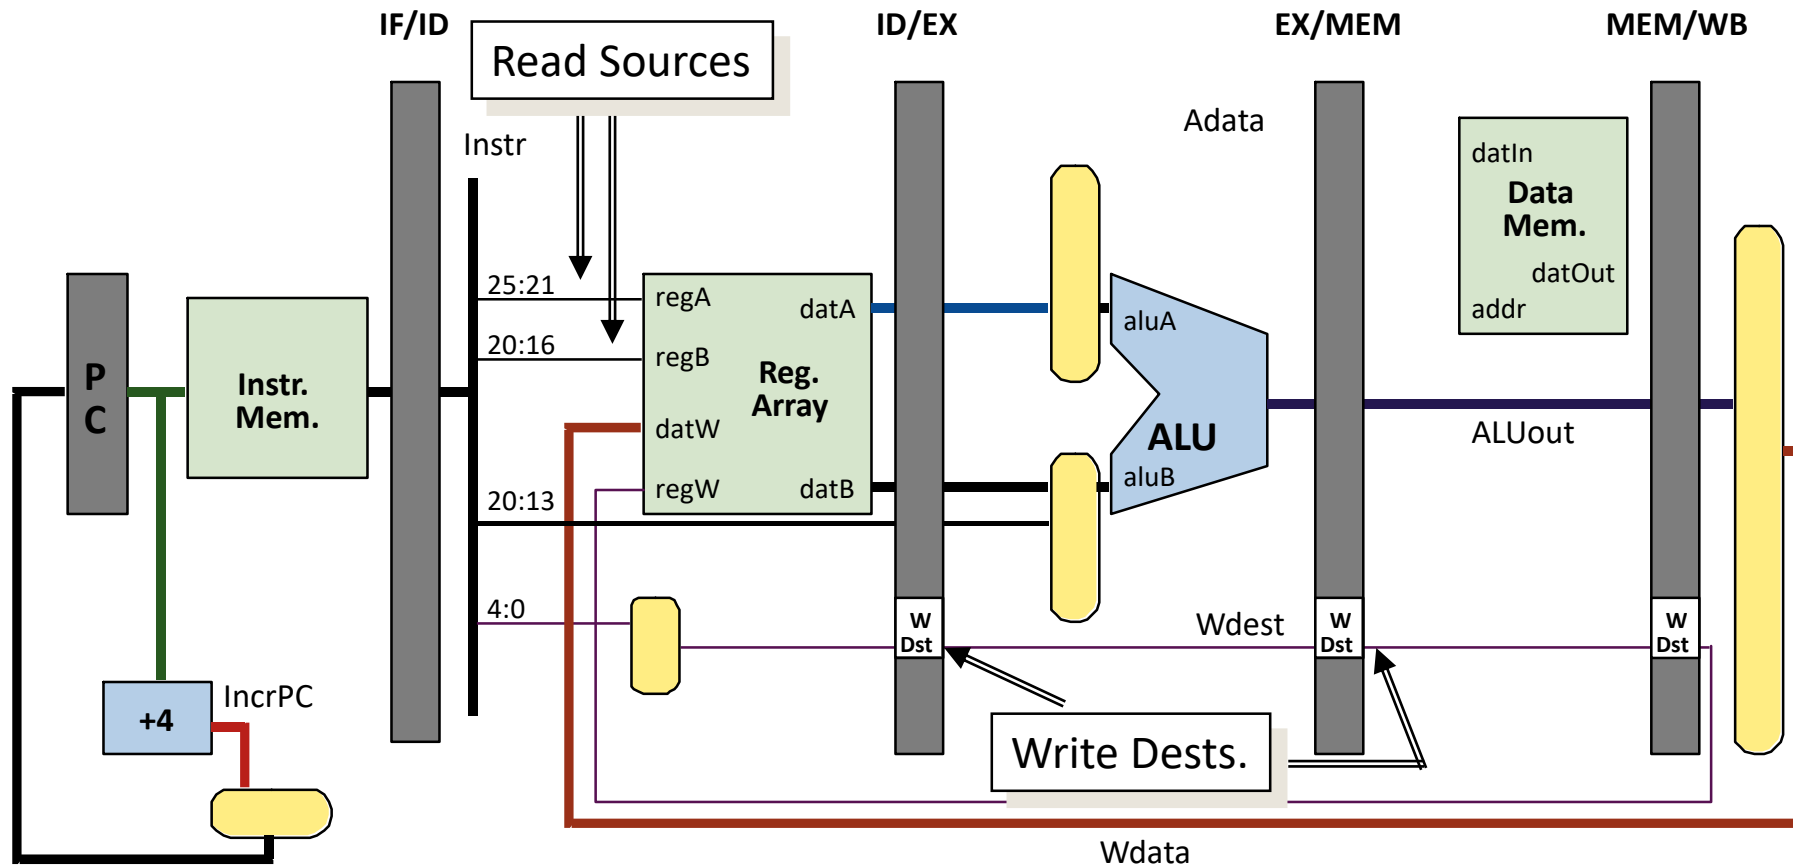 IF/ID
ID/EX
EX/MEM
MEM/WB
Read Sources
Instr
Adata
datIn
Data
Mem.
datOut
addr
25:21
regA
datA
aluA
20:16
regB
P
C
Instr.
Mem.
Reg.
Array
datW
ALU
ALUout
regW
datB
aluB
20:13
4:0
W
Dst
Wdest
W
Dst
W
Dst
+4
IncrPC
Write Dests.
Wdata